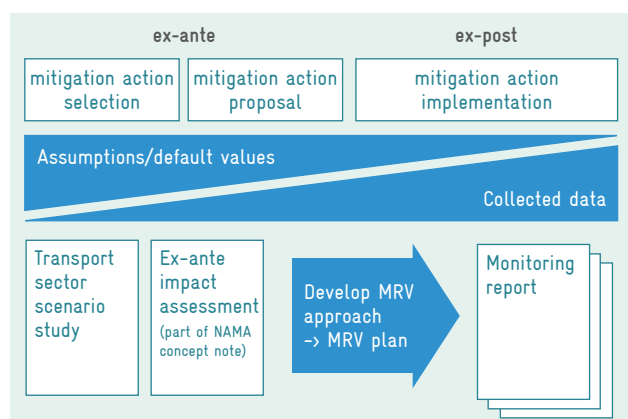 ex-ante
ex-post
mitigation action
selection
mitigation action
proposal
mitigation action
implementation
Assumptions/default values
Collected data
Transport
sector
scenario
study
Ex-ante
impact
assessment
(part of NAMA
concept note)
Develop MRV
approach
-> MRV plan
Monitoring
report